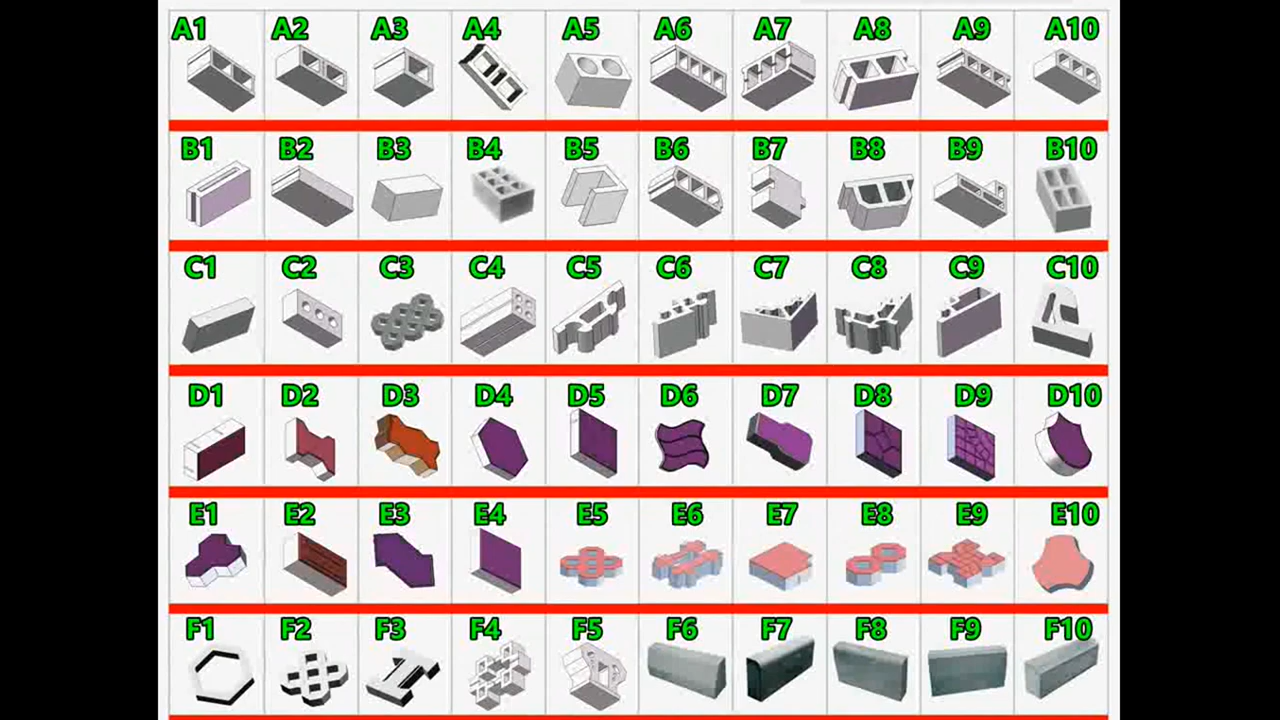 A1 A2 A3 A4 A5 A6 A7 A8 A9 A10
B1 B2 B3 B4 B5 B6 B7 B8 B9 B10
C1 C2 C3 C4 C5 C6 C7 C8 C9 C10
D1 D2 D3 D4 D5 D6 D7 D8 D9 D10
E1 E2 E3 E4 E5 E6 E7 E8 E9 E10
F1 F2 F3 F4 F5 F6 F7 F8 F9 F10